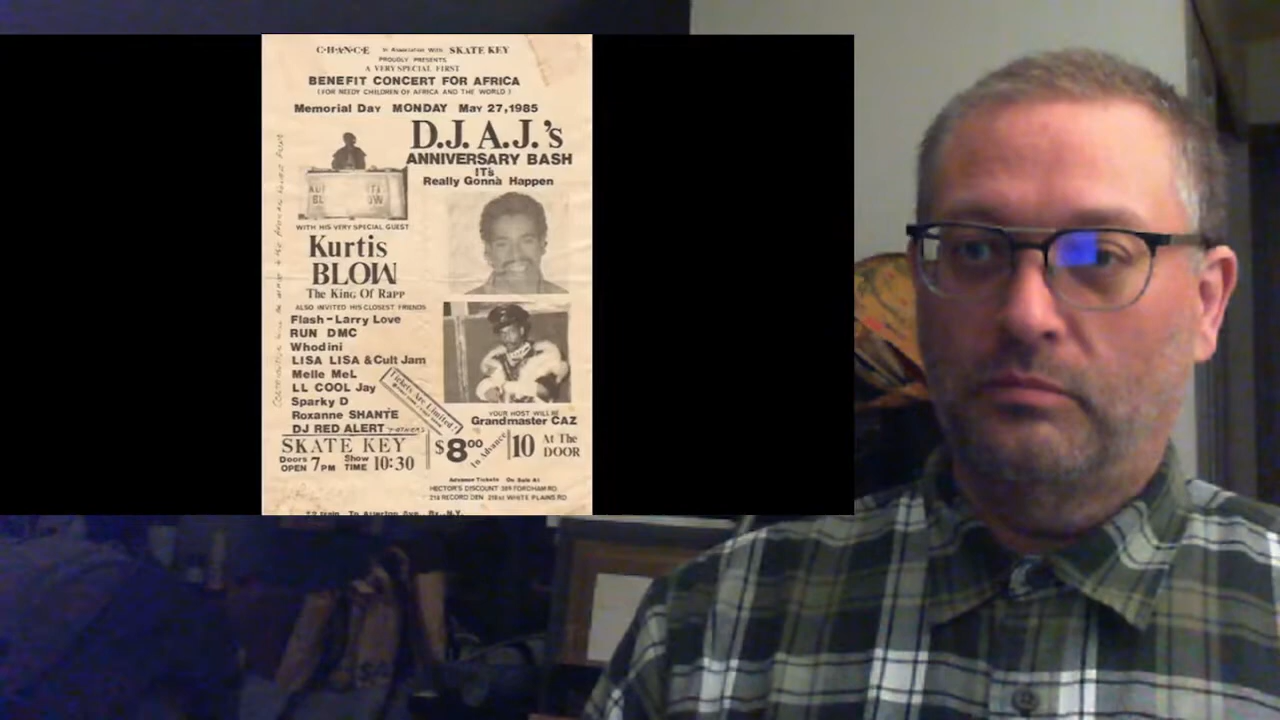 C·H·A·N·C·E In Association With SKATE KEY
PROUDLY PRESENTS
A VERY SPECIAL FIRST
BENEFIT CONCERT FOR AFRICA
(FOR NEEDY CHILDREN OF AFRICA AND THE WORLD)
Memorial Day MONDAY May 27,1985
D.J. A.J.'s
ANNIVERSARY BASH
IT's
Really Gonna Happen
WITH HIS VERY SPECIAL GUEST
Kurtis
BLOW
The King Of Rapp
ALSO INVITED HIS CLOSEST FRIENDS
Flash-Larry Love
RUN DMC
Whodini
LISA LISA & Cult Jam
Melle MeL
LL COOL Jay
Sparky D
Roxanne SHANTE
DJ RED ALERT
Tickets Are Limited!
YOUR HOST WILL BE
Grandmaster CAZ
SKATE KEY
Doors OPEN 7PM Show TIME 10:30
$8.00 In Advance 10 At The DOOR
Advance Tickets On Sale At
HECTOR'S DISCOUNT FORDHAM RD.
RECORD DEN WHITE PLAINS RD
To Allerton Ave., Bx., N.Y.